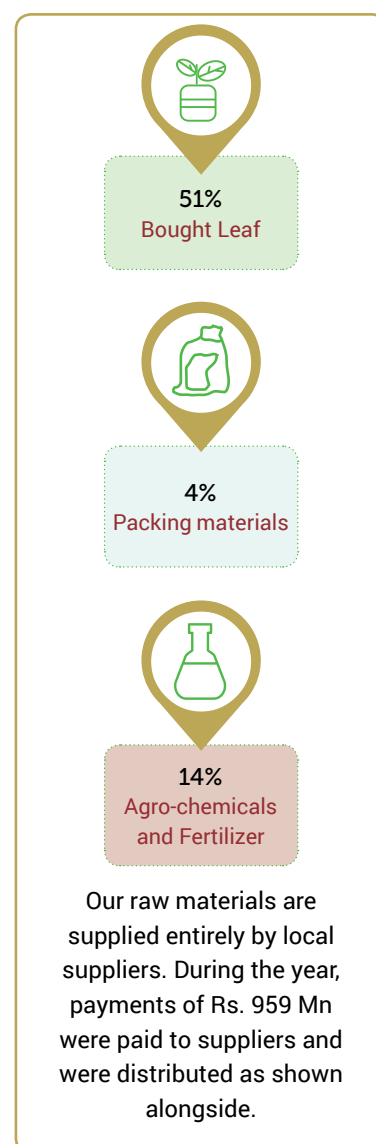 51%
Bought Leaf
4%
Packing materials
14%
Agro-chemicals
and Fertilizer
Our raw materials are
supplied entirely by local
suppliers. During the year,
payments of Rs. 959 Mn
were paid to suppliers and
were distributed as shown
alongside.